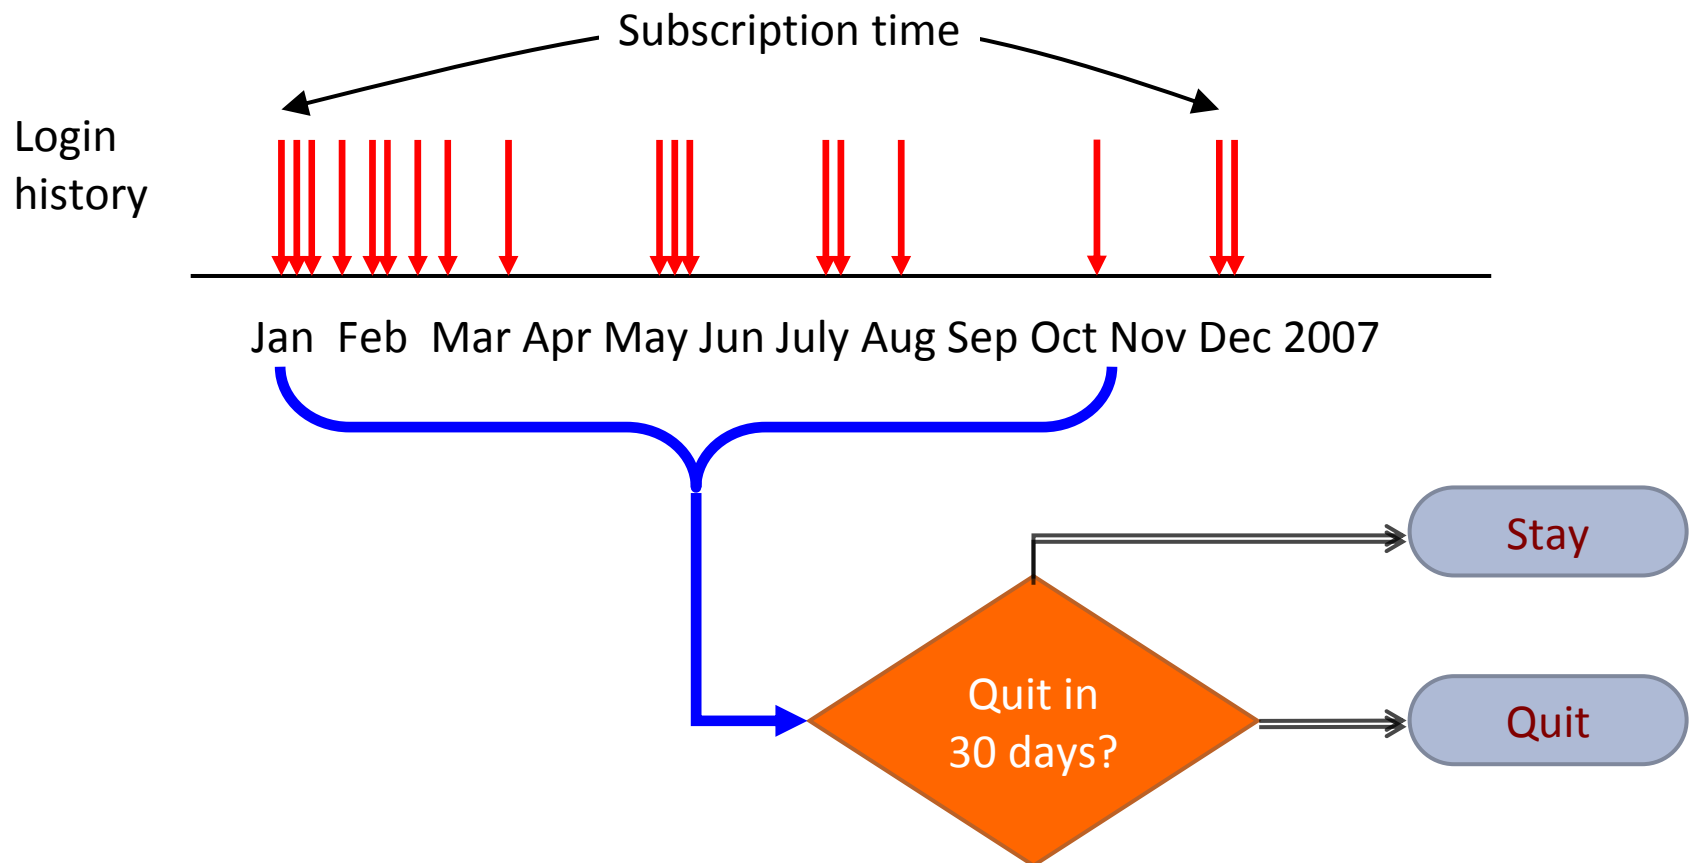 Subscription time
Login
history
Jan Feb Mar Apr May Jun July Aug Sep Oct Nov Dec 2007
Stay
Quit in
30 days?
Quit